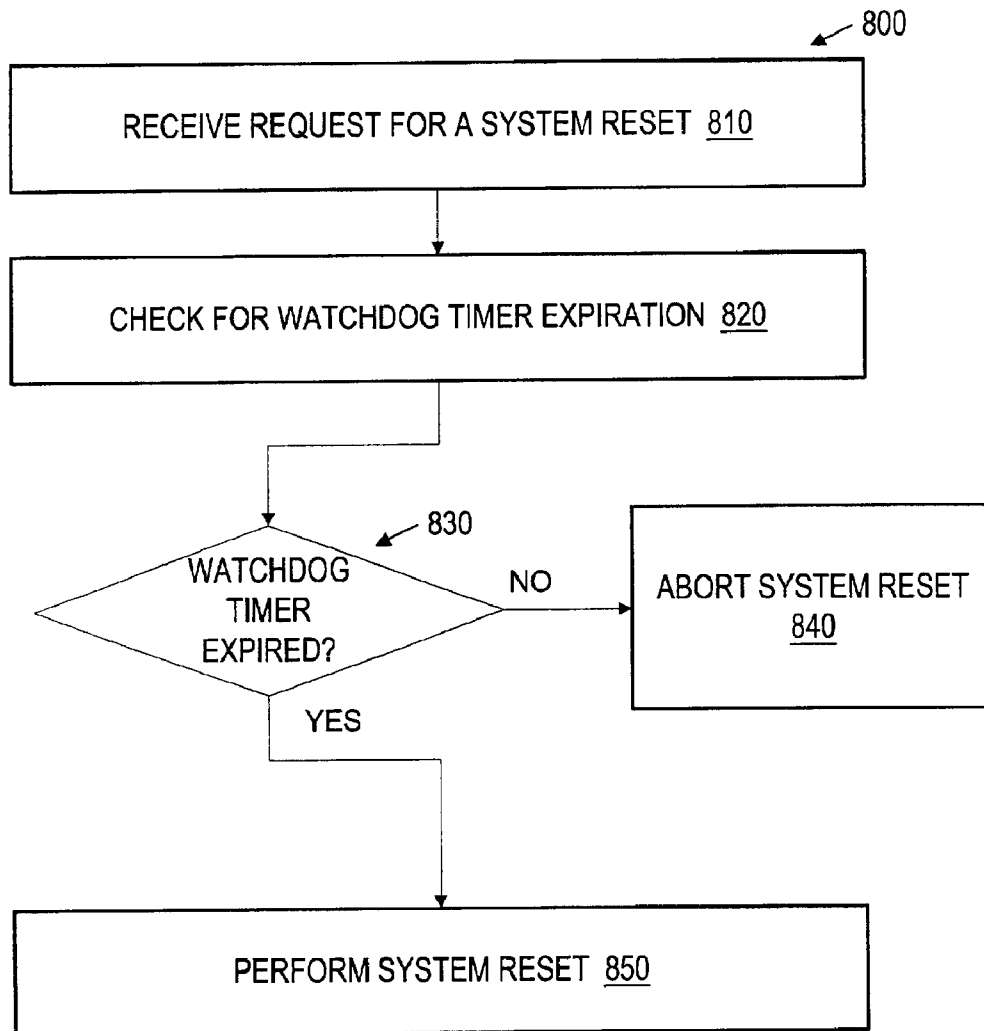 800
RECEIVE REQUEST FOR A SYSTEM RESET 810
CHECK FOR WATCHDOG TIMER EXPIRATION 820
830
WATCHDOG
TIMER
EXPIRED?
NO
ABORT SYSTEM RESET
840
YES
PERFORM SYSTEM RESET 850